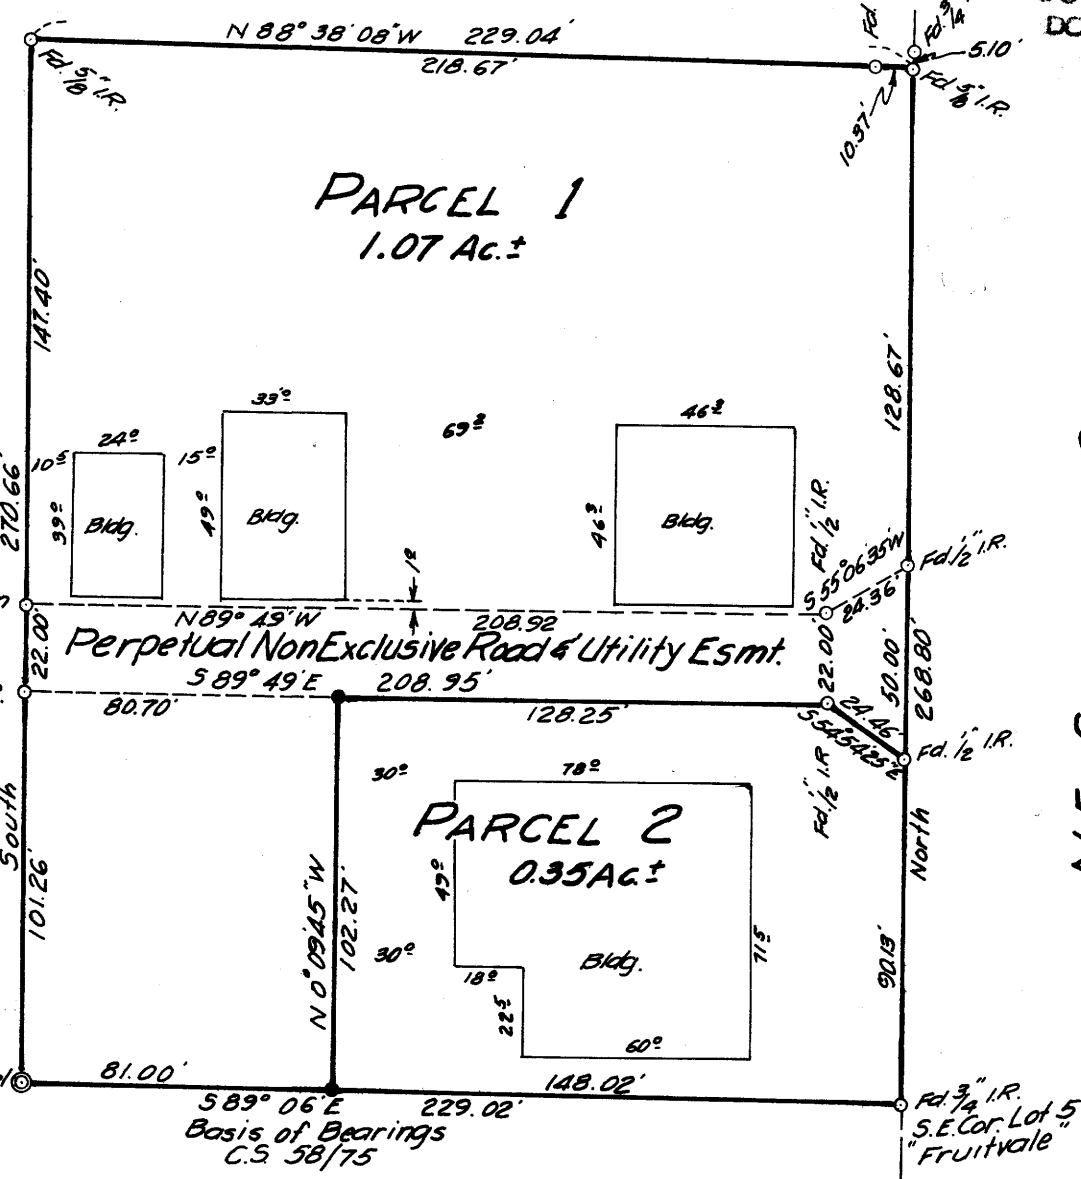 N 88° 38' 08" W 229.04'
218.67'
Fd. 5/8" I.R.
Fd.
Fd. 3/4"
5.10'
Fd. 5/8" I.R.
10.37'
PARCEL 1
1.07 Ac. ±
147.40'
128.67'
33.0
24.0
10.5
15.0
69.3
46.3
39.0
Bldg.
49.0
Bldg.
46.3
Bldg.
270.66'
1.0
Fd. 1/2" I.R.
S 55° 06' 35" W
24.36'
Fd. 1/2" I.R.
N 89° 49' W
208.92
22.00'
Perpetual NonExclusive Road & Utility Esmt.
22.00'
50.00'
268.80'
S 89° 49' E 208.95'
80.70'
128.25'
24.46'
S 54° 54' 25" E
Fd. 1/2" I.R.
Fd. 1/2" I.R.
30.0
78.0
PARCEL 2
0.35 Ac. ±
49.0
South
101.26'
N 0° 09' 45" W
102.27'
North
90.13'
30.0
18.0
22.5
Bldg.
71.5
60.0
81.00'
148.02'
S 89° 06' E 229.02'
Basis of Bearings
C.S. 58/75
Fd. 3/4" I.R.
S.E. Cor. Lot 5
"Fruitvale"